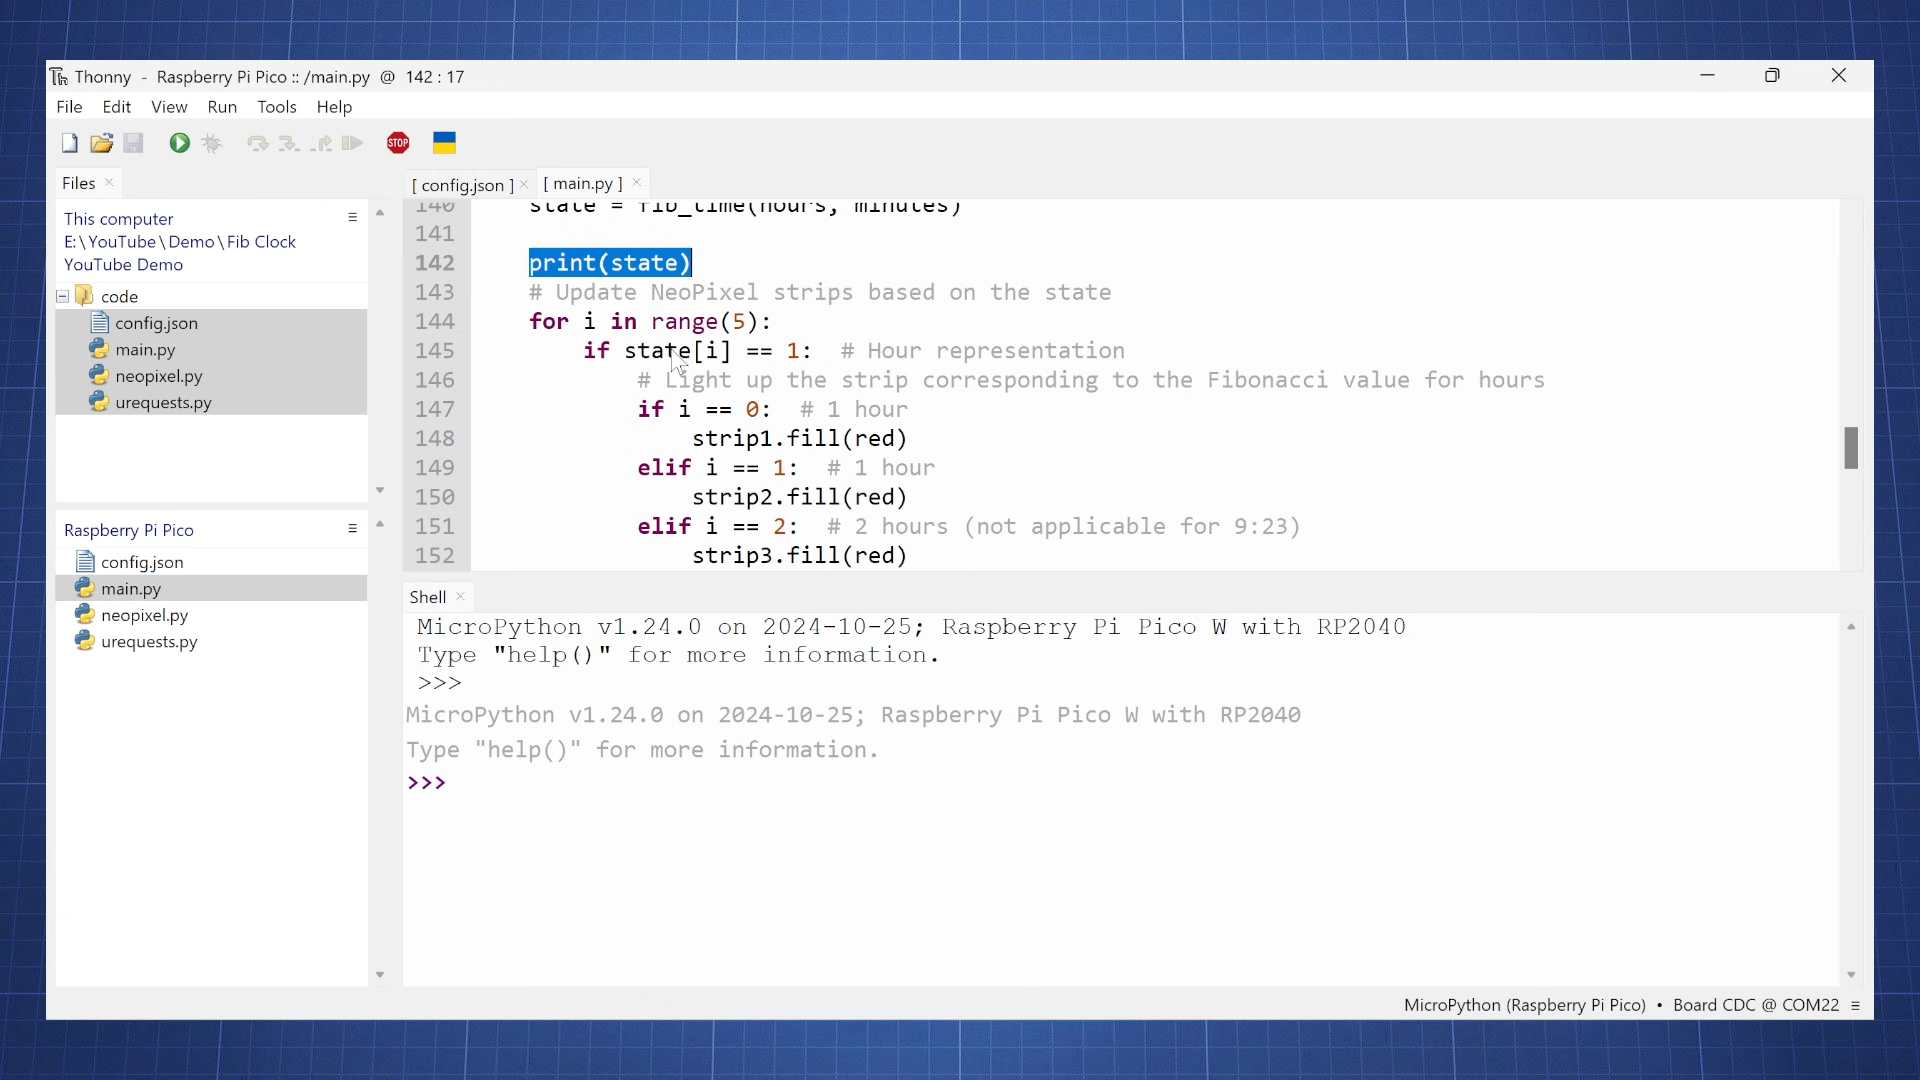 Thonny - Raspberry Pi Pico :: /main.py @ 142 : 17
File Edit View Run Tools Help
STOP
Files
[ config.json ] [ main.py ]
This computer
E:\YouTube\Demo\Fib Clock
YouTube Demo
code
config.json
main.py
neopixel.py
urequests.py
Raspberry Pi Pico
config.json
main.py
neopixel.py
urequests.py
140 state = fib_time(hours, minutes)
141
142 print(state)
143 # Update NeoPixel strips based on the state
144 for i in range(5):
145 if state[i] == 1: # Hour representation
146 # Light up the strip corresponding to the Fibonacci value for hours
147 if i == 0: # 1 hour
148 strip1.fill(red)
149 elif i == 1: # 1 hour
150 strip2.fill(red)
151 elif i == 2: # 2 hours (not applicable for 9:23)
152 strip3.fill(red)
Shell
MicroPython v1.24.0 on 2024-10-25; Raspberry Pi Pico W with RP2040
Type "help()" for more information.
>>>
MicroPython v1.24.0 on 2024-10-25; Raspberry Pi Pico W with RP2040
Type "help()" for more information.
>>>
MicroPython (Raspberry Pi Pico) • Board CDC @ COM22